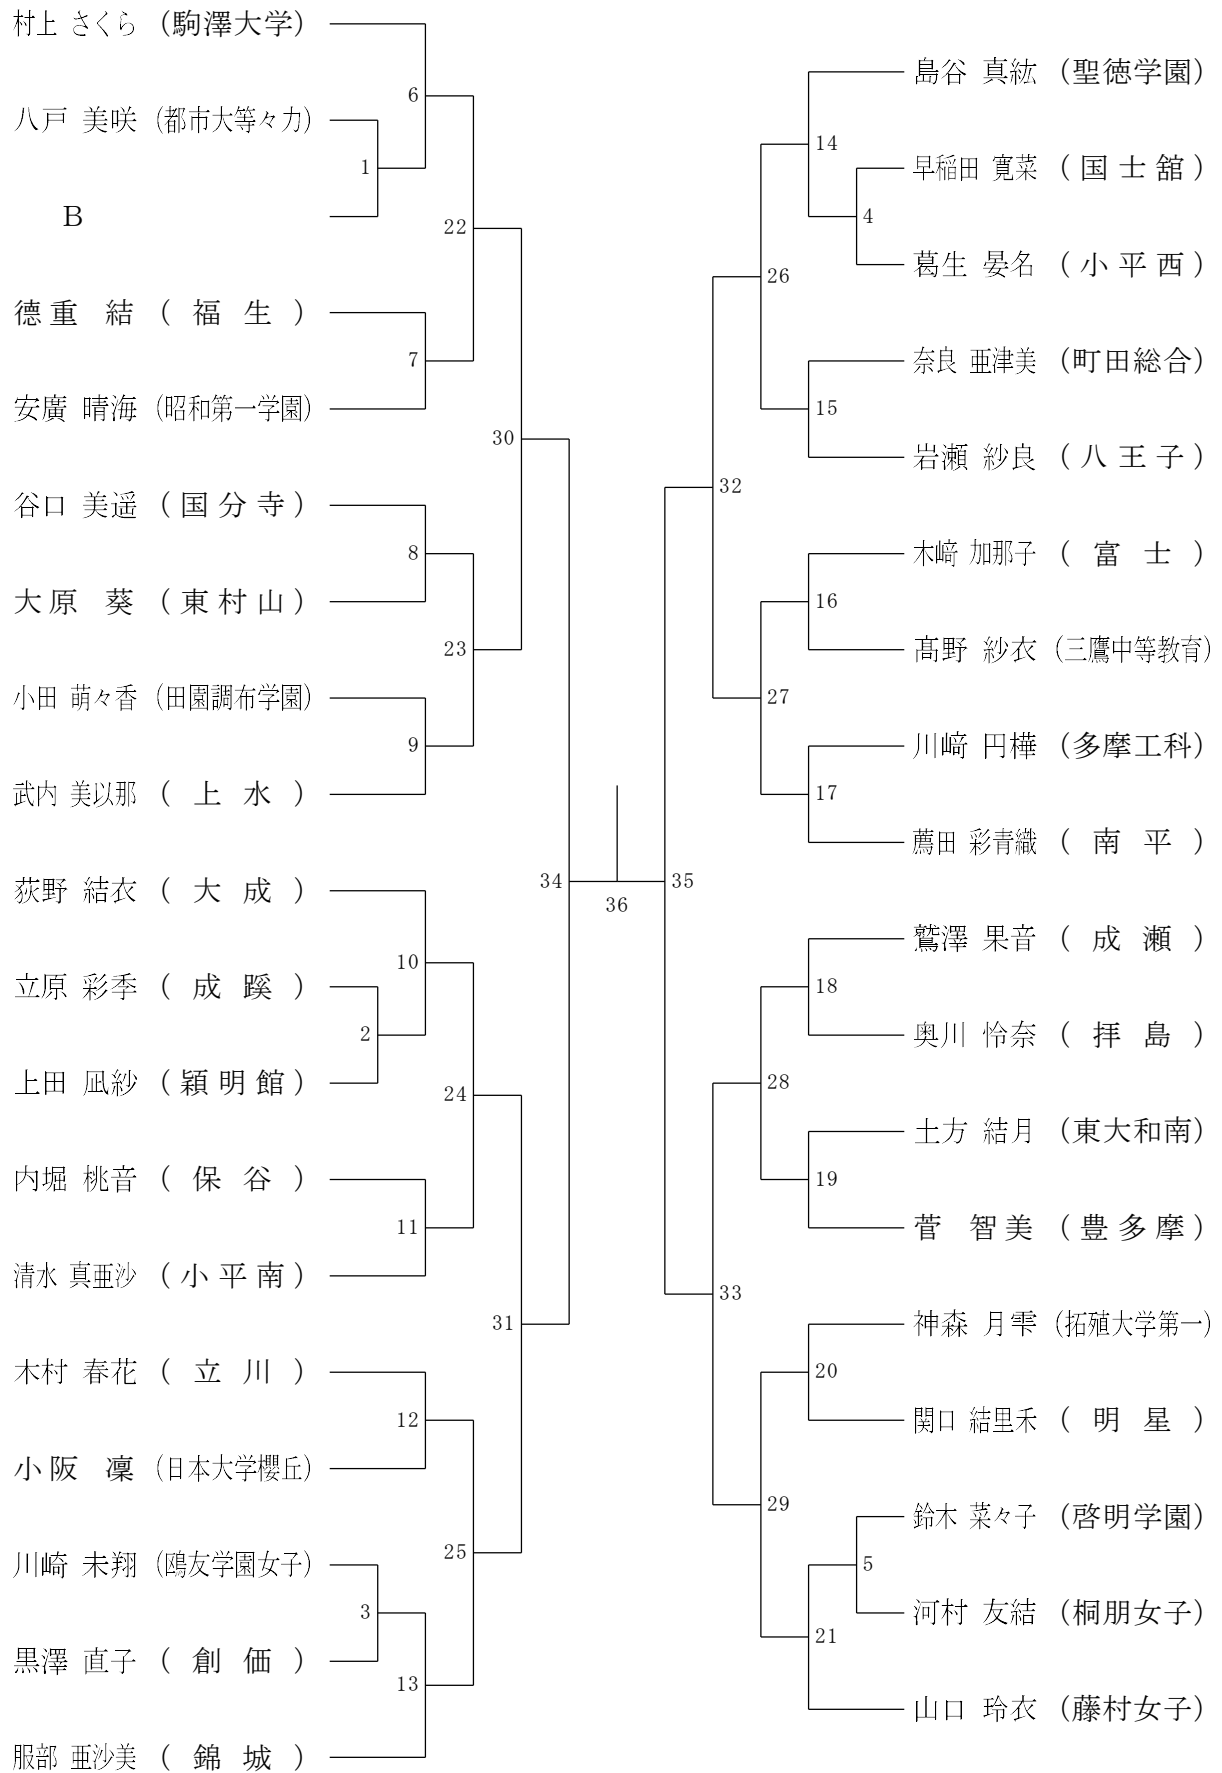 村上 さくら (駒澤大学)
八戸 美咲 (都市大等々力)
B
德重 結 (福生)
安廣 晴海 (昭和第一学園)
谷口 美遥 (国分寺)
大原 葵 (東村山)
小田 萌々香 (田園調布学園)
武内 美以那 (上水)
荻野 結衣 (大成)
立原 彩季 (成蹊)
上田 凪紗 (穎明館)
内堀 桃音 (保谷)
清水 真亜沙 (小平南)
木村 春花 (立川)
小阪 凜 (日本大学櫻丘)
川崎 未翔 (鴎友学園女子)
黒澤 直子 (創価)
服部 亜沙美 (錦城)
6
1
22
7
30
8
23
9
34
10
2
24
11
31
12
25
3
13
36
35
14
4
26
15
32
16
27
17
18
28
19
33
20
29
5
21
島谷 真紘 (聖徳学園)
早稲田 寛菜 (国士舘)
葛生 晏名 (小平西)
奈良 亜津美 (町田総合)
岩瀬 紗良 (八王子)
木﨑 加那子 (富士)
髙野 紗衣 (三鷹中等教育)
川﨑 円樺 (多摩工科)
薦田 彩青織 (南平)
鷲澤 果音 (成瀬)
奥川 怜奈 (拝島)
土方 結月 (東大和南)
菅 智美 (豊多摩)
神森 月雫 (拓殖大学第一)
関口 結里禾 (明星)
鈴木 菜々子 (啓明学園)
河村 友結 (桐朋女子)
山口 玲衣 (藤村女子)